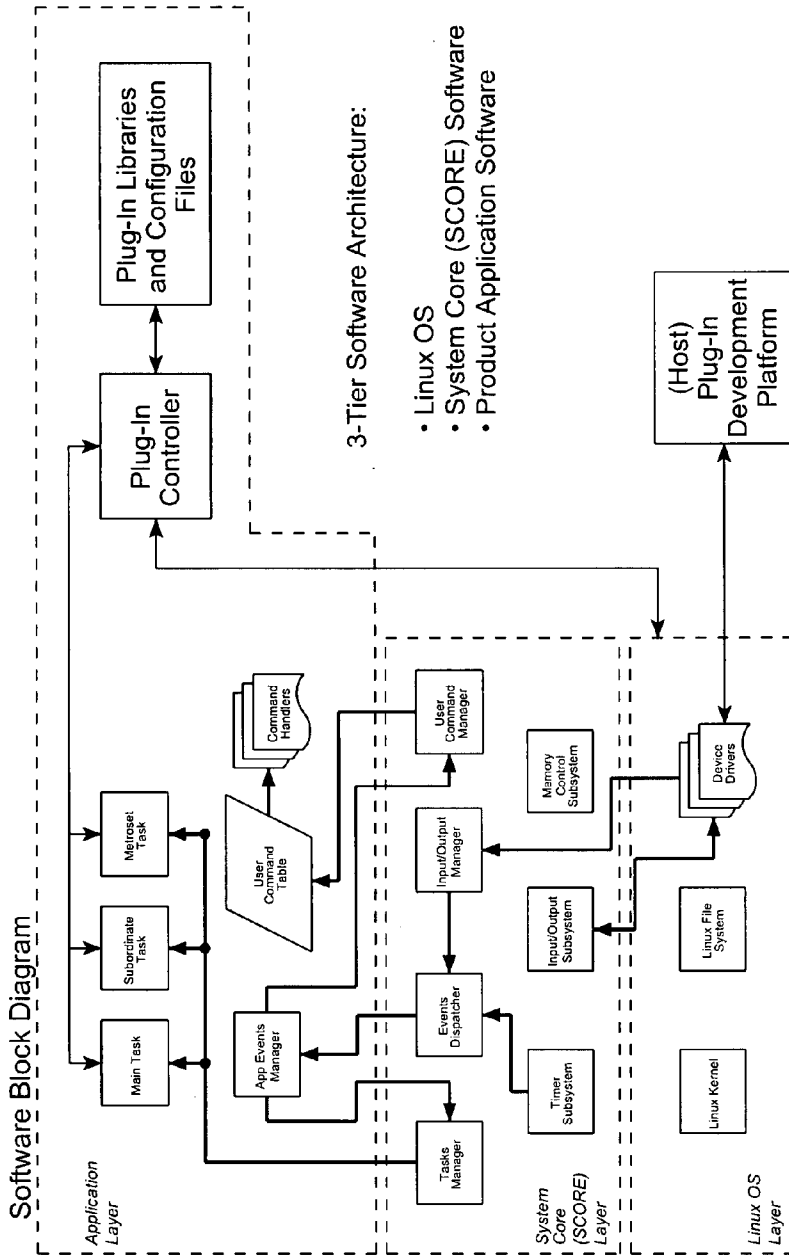 Software Block Diagram
Application
Layer
Main Task
Subordinate
Task
Metroset
Task
Plug-In
Controller
Plug-In Libraries
and Configuration
Files
App Events
Manager
User
Command
Table
Command
Handlers
3-Tier Software Architecture:
• Linux OS
• System Core (SCORE) Software
• Product Application Software
Tasks
Manager
Events
Dispatcher
Input/Output
Manager
User
Command
Manager
System
Core
(SCORE)
Layer
Timer
Subsystem
Input/Output
Subsystem
Memory
Control
Subsystem
Linux OS
Layer
Linux Kernel
Linux File
System
Device
Drivers
(Host)
Plug-In
Development
Platform